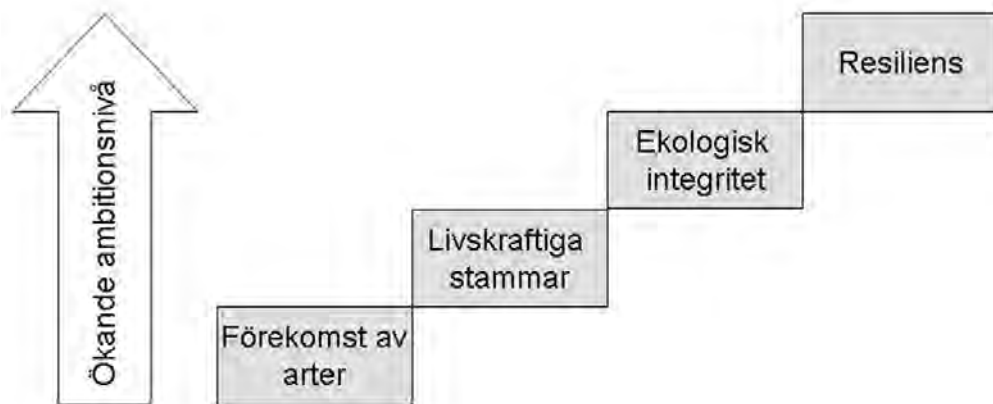 Ökande ambitionsnivå
Resiliens
Ekologisk
integritet
Livskraftiga
stammar
Förekomst av
arter